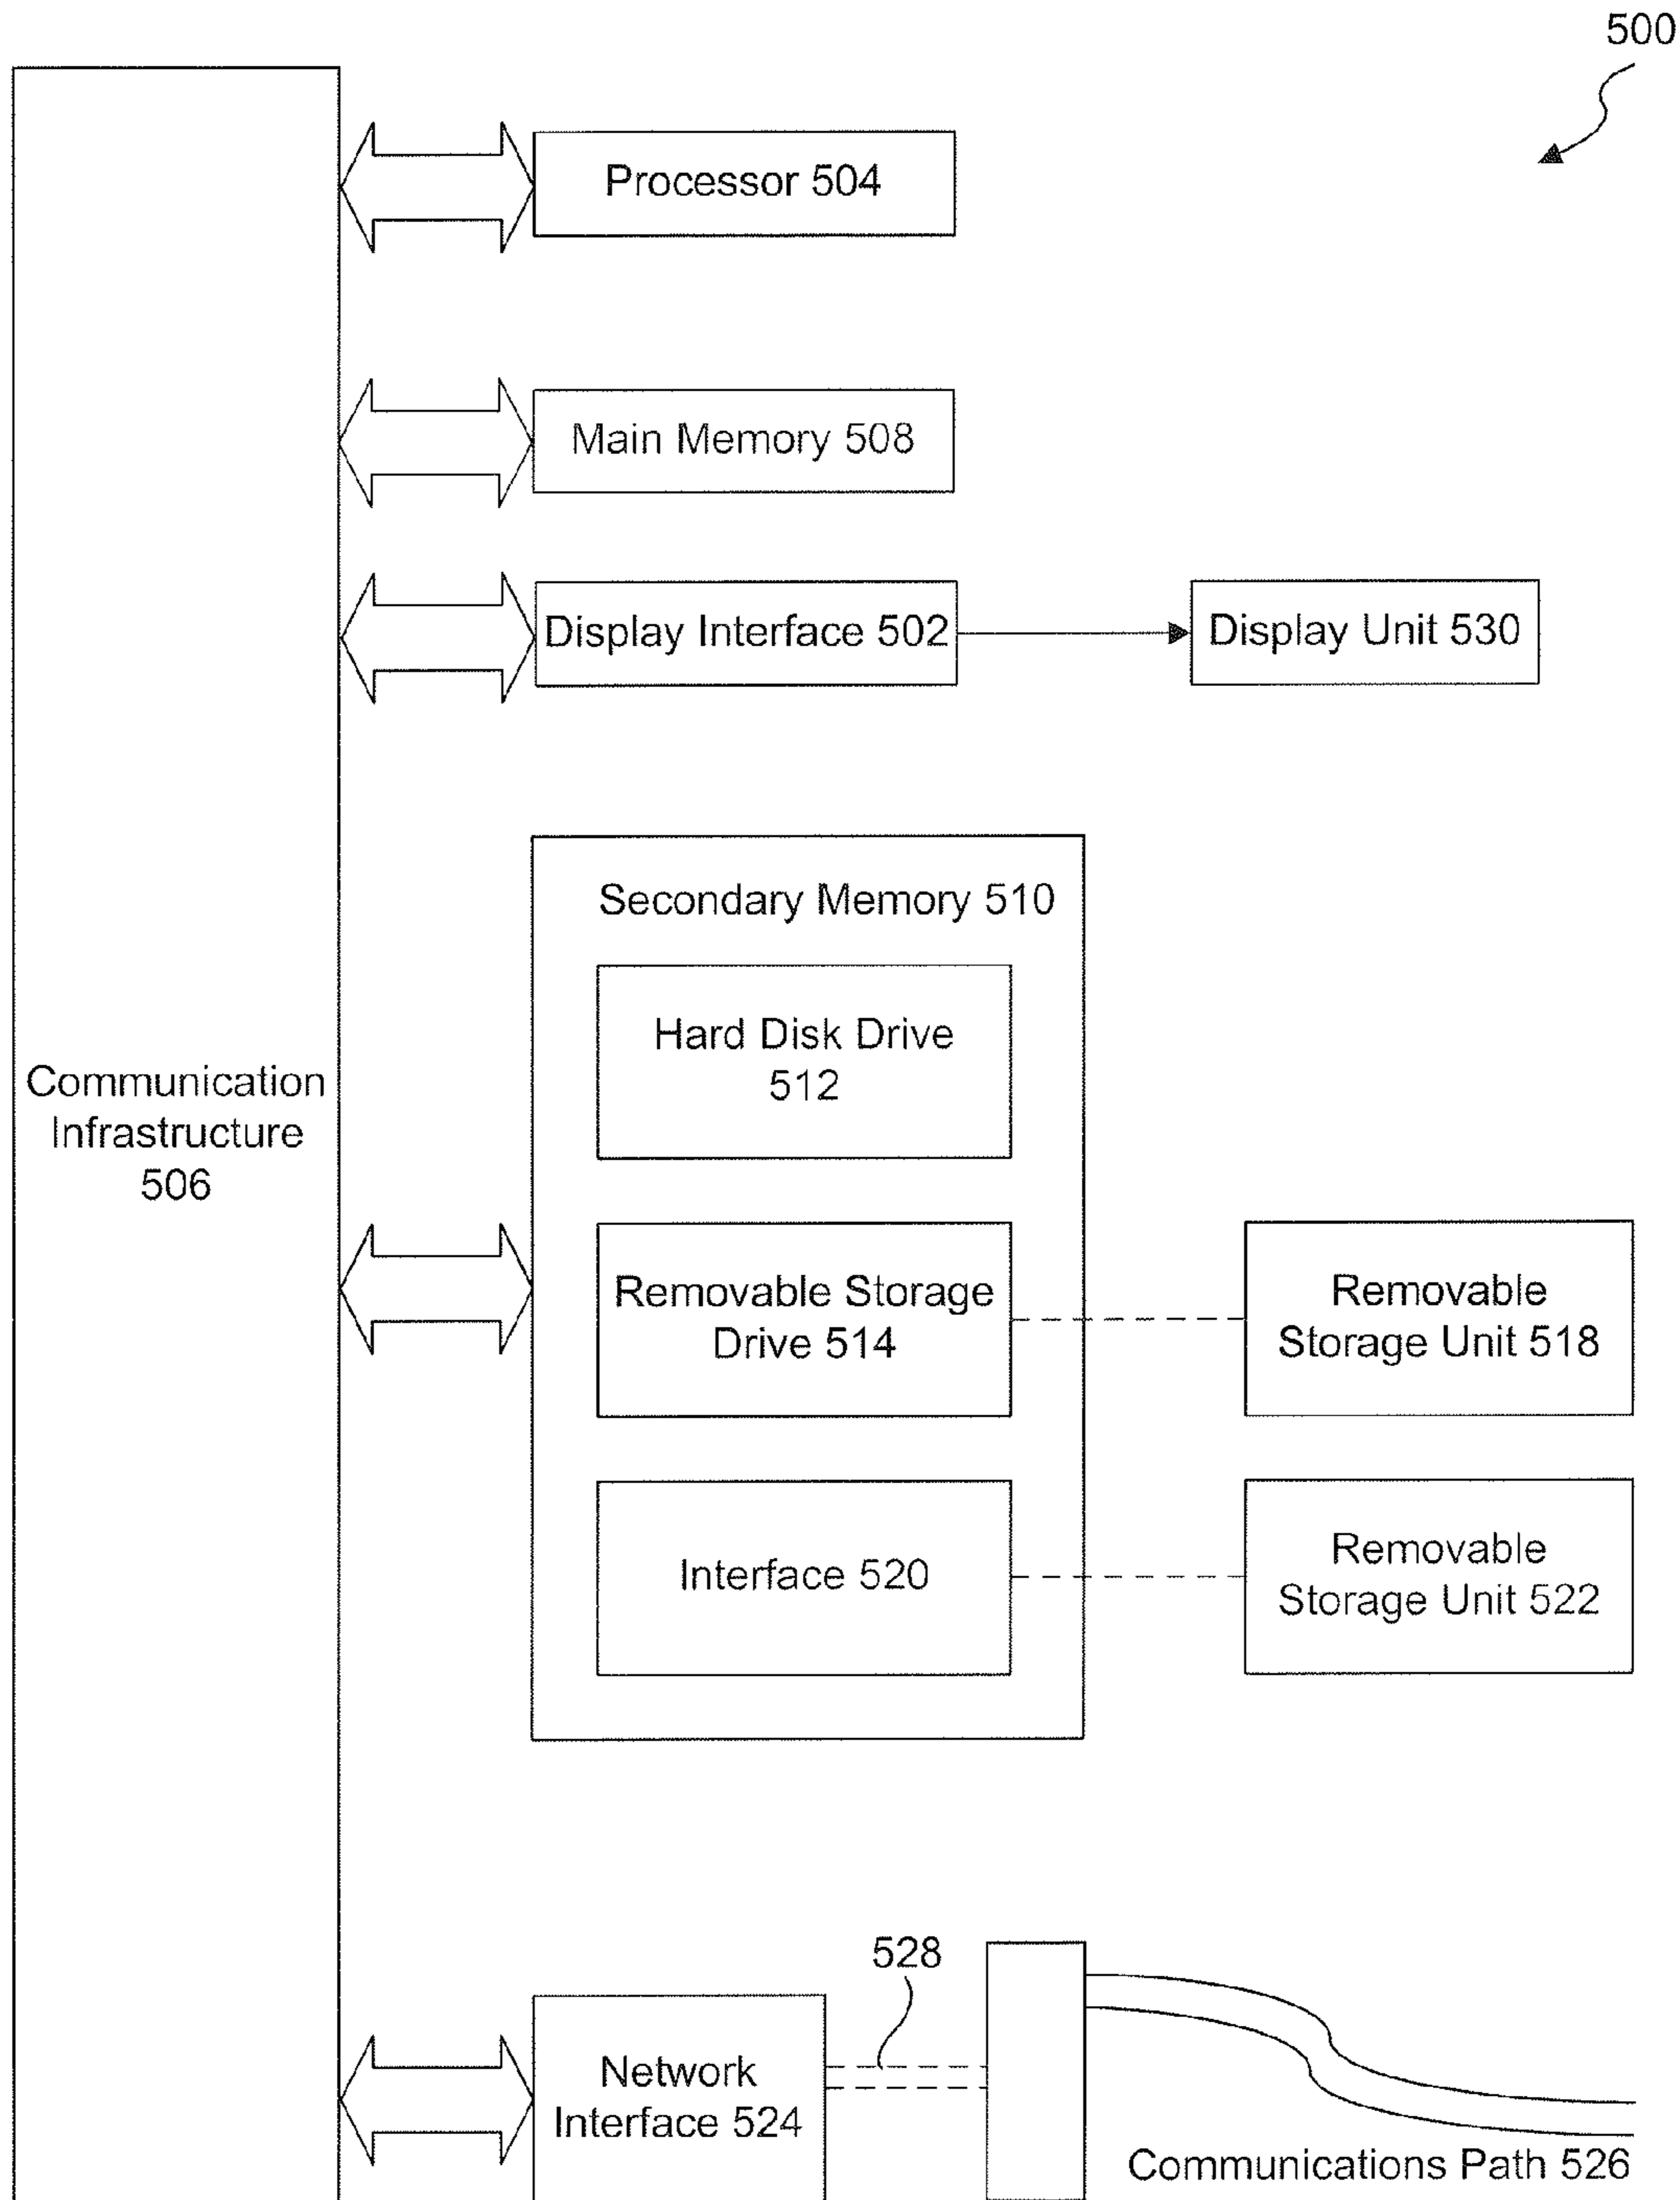 500
Processor 504
Main Memory 508
Display Interface 502
Display Unit 530
Secondary Memory 510
Hard Disk Drive
512
Communication
Infrastructure
506
Removable Storage
Drive 514
Removable
Storage Unit 518
Interface 520
Removable
Storage Unit 522
528
Network
Interface 524
Communications Path 526